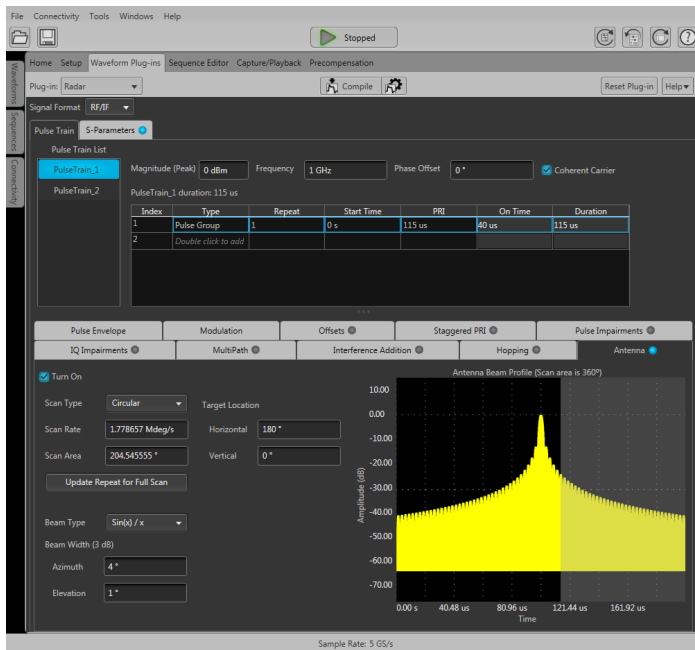 File Connectivity Tools Windows Help
Stopped
?
Home Setup Waveform Plug-ins Sequence Editor Capture/Playback Precompensation
Waveforms
Sequences
Connectivity
Plug-in: Radar Compile Reset Plug-in Help
Signal Format RF/IF
Pulse Train S-Parameters
Pulse Train List
PulseTrain_1
PulseTrain_2
Magnitude (Peak) 0 dBm Frequency 1 GHz Phase Offset 0 ° Coherent Carrier
PulseTrain_1 duration: 115 us
Index Type Repeat Start Time PRI On Time Duration
1 Pulse Group 1 0 s 115 us 40 us 115 us
2 Double click to add
Pulse Envelope Modulation Offsets Staggered PRI Pulse Impairments
IQ Impairments MultiPath Interference Addition Hopping Antenna
Turn On
Scan Type Circular Target Location
Scan Rate 1.778657 Mdeg/s Horizontal 180 °
Scan Area 204.545555 ° Vertical 0 °
Update Repeat for Full Scan
Beam Type Sin(x) / x
Beam Width (3 dB)
Azimuth 4 °
Elevation 1 °
Antenna Beam Profile (Scan area is 360º)
Amplitude (dB)
10.00
0.00
-10.00
-20.00
-30.00
-40.00
-50.00
-60.00
-70.00
0.00 s 40.48 us 80.96 us 121.44 us 161.92 us
Time
Sample Rate: 5 GS/s